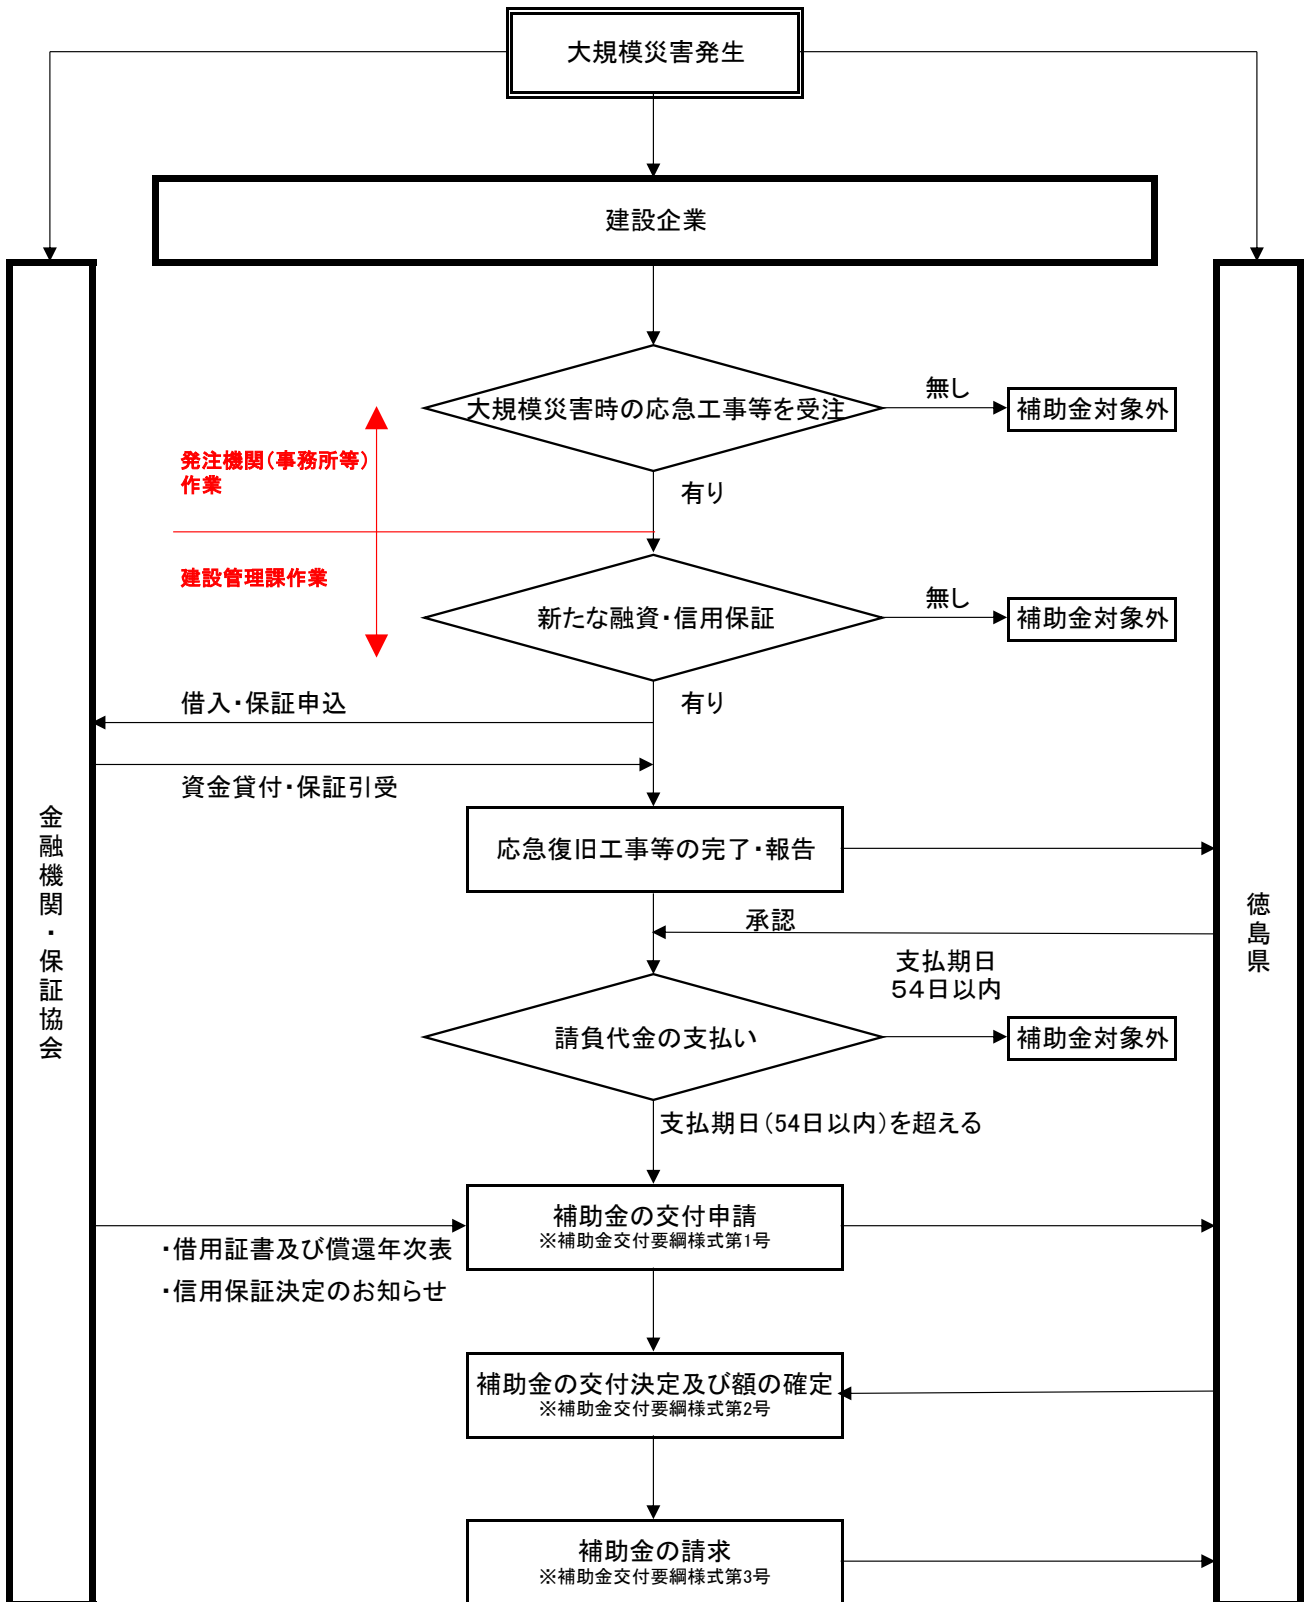 大規模災害発生
建設企業
大規模災害時の応急工事等を受注
無し
補助金対象外
発注機関(事務所等)
作業
有り
建設管理課作業
新たな融資・信用保証
無し
補助金対象外
借入・保証申込
有り
資金貸付・保証引受
金融機関・保証協会
応急復旧工事等の完了・報告
徳島県
承認
支払期日
54日以内
請負代金の支払い
補助金対象外
支払期日(54日以内)を超える
補助金の交付申請
※補助金交付要綱様式第1号
・借用証書及び償還年次表
・信用保証決定のお知らせ
補助金の交付決定及び額の確定
※補助金交付要綱様式第2号
補助金の請求
※補助金交付要綱様式第3号